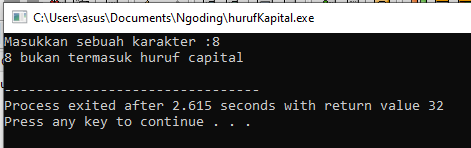 C:\Users\asus\Documents\Ngoding\hurufKapital.exe
Masukkan sebuah karakter :8
8 bukan termasuk huruf capital
--------------------------------
Process exited after 2.615 seconds with return value 32
Press any key to continue . . .